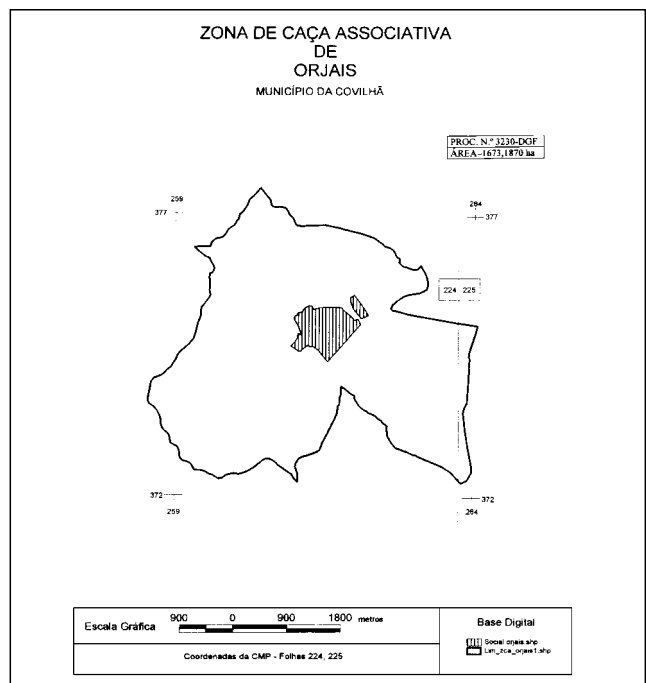 ZONA DE CAÇA ASSOCIATIVA
DE
ORJAIS
MUNICÍPIO DA COVILHÃ
PROC. N.º 3230-DGF
ÁREA-1673,1870 ha
259
377
264
377
224 225
372
259
372
264
Escala Gráfica
900 0 900 1800 metros
Coordenadas da CMP - Folhas 224, 225
Base Digital
Social orjais.shp
Lim_zca_orjais1.shp